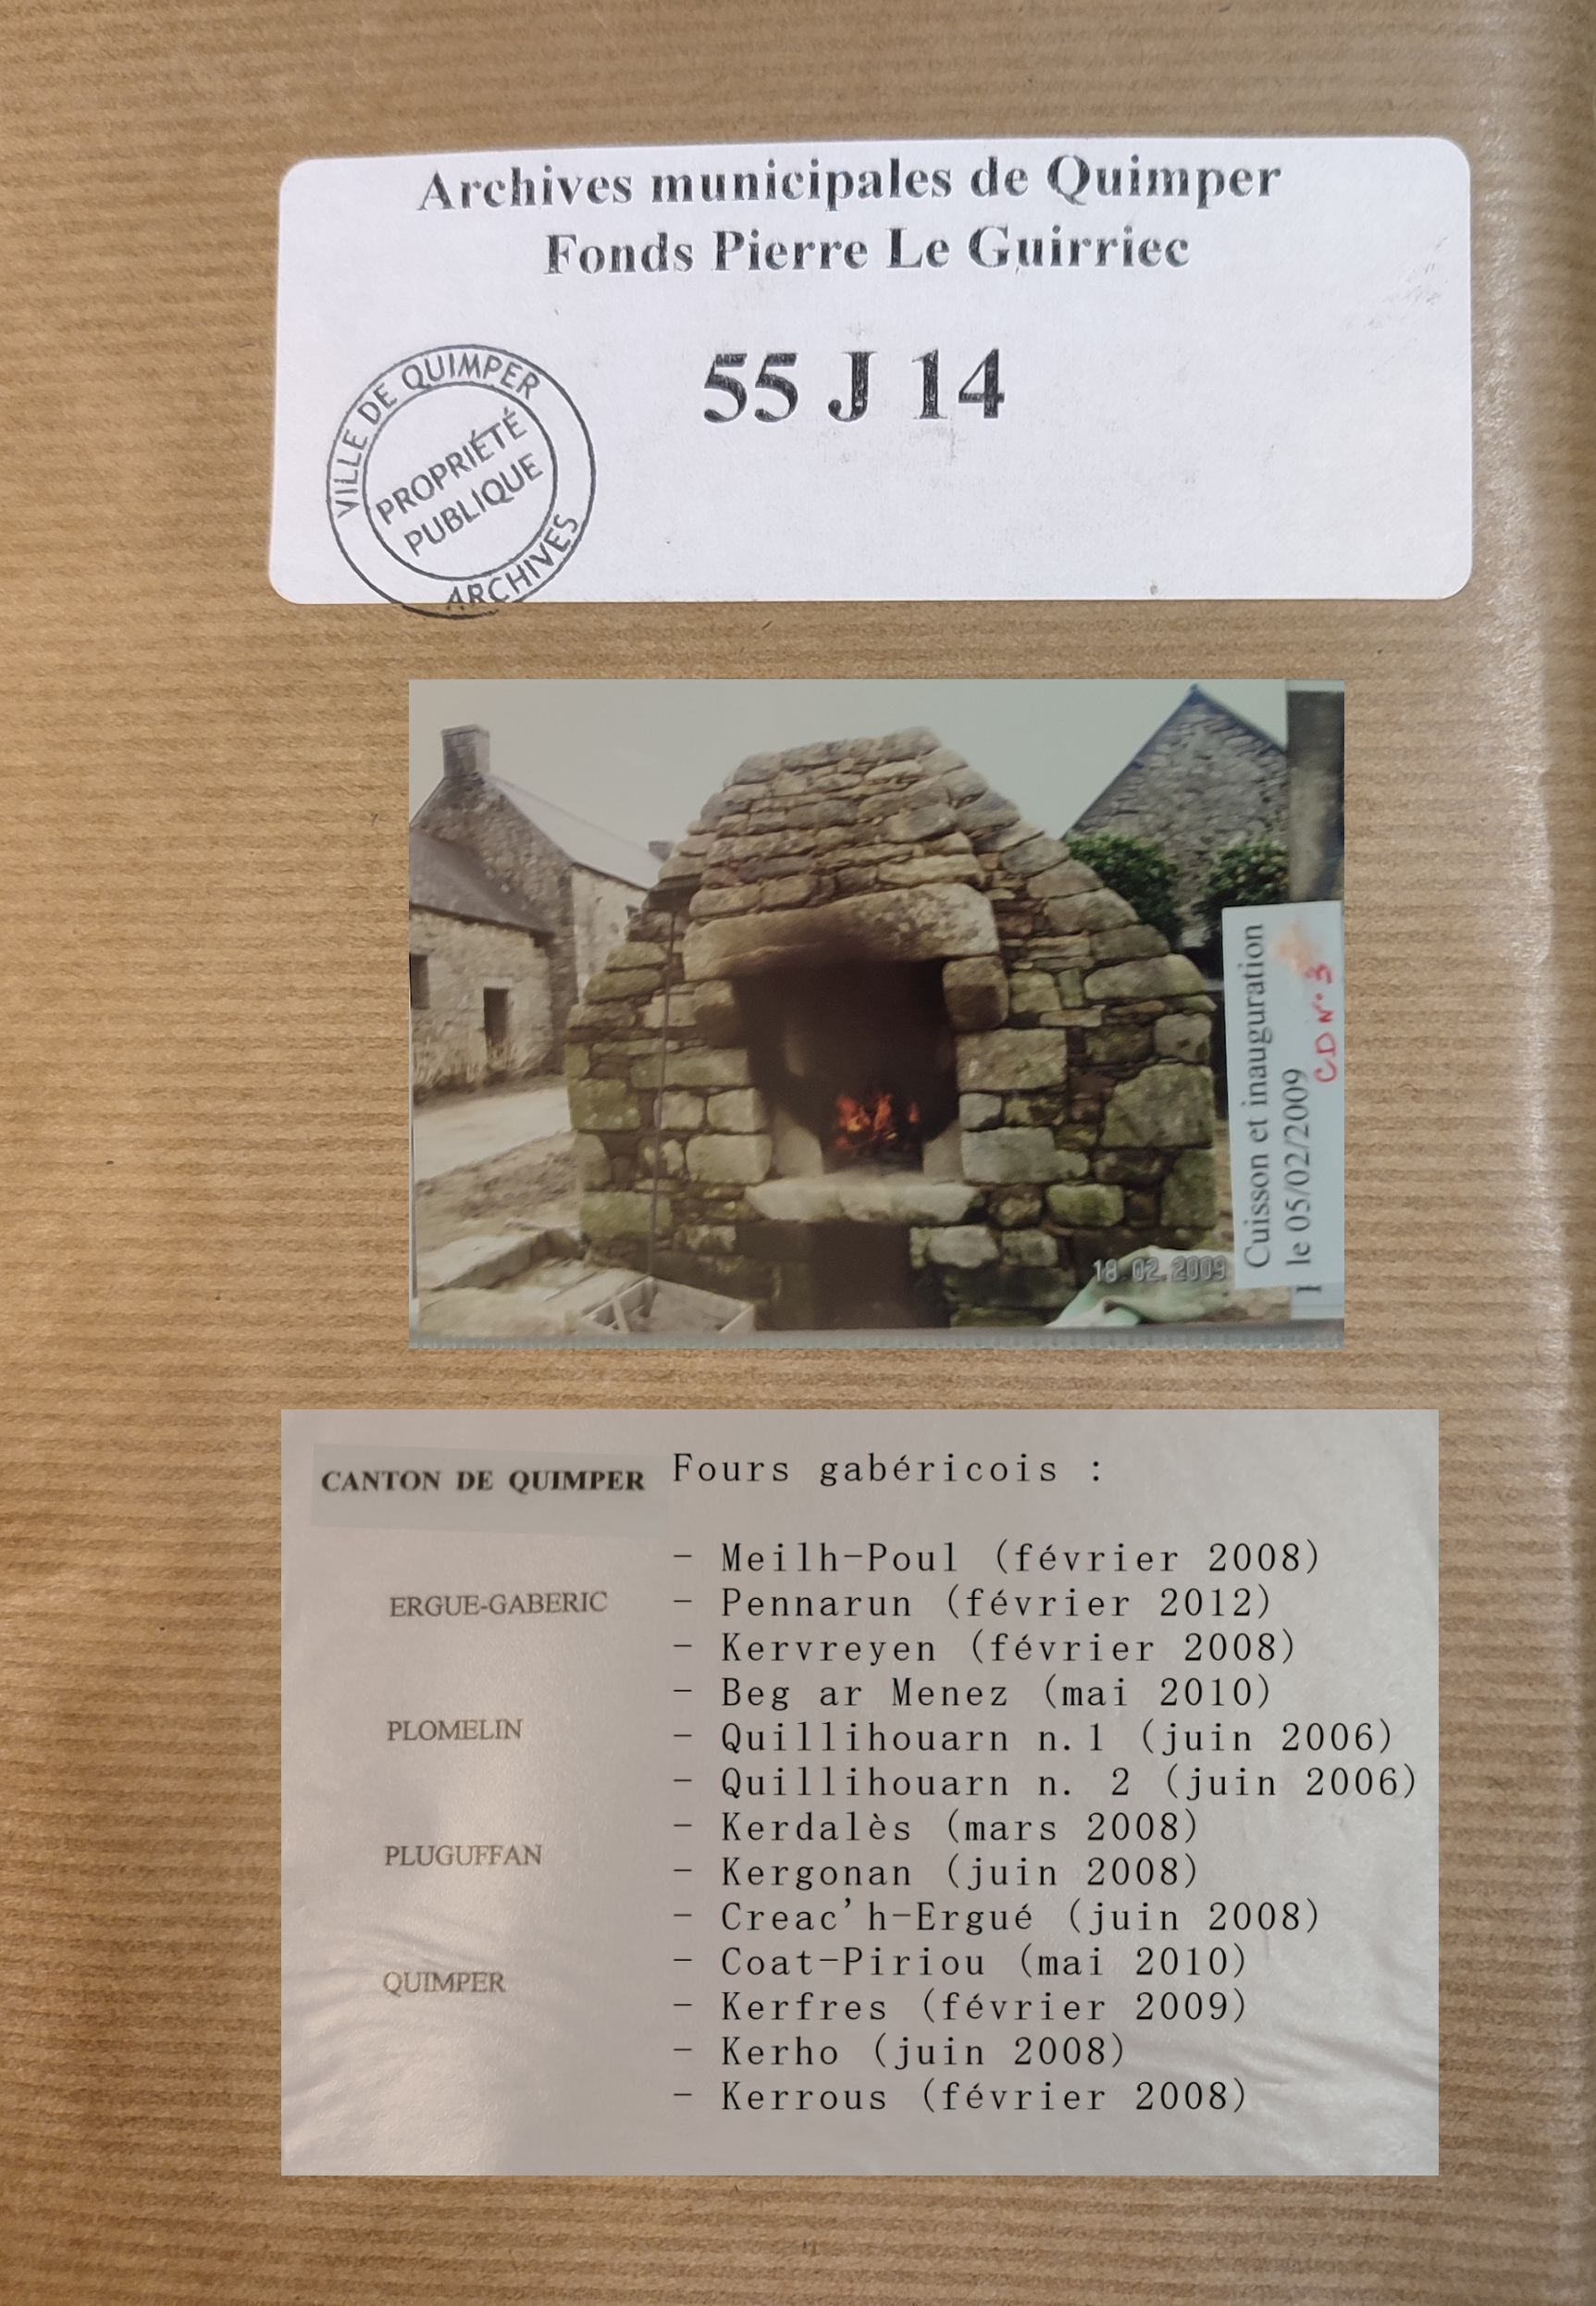 Archives municipales de Quimper
Fonds Pierre Le Guirriec
55 J 14
VILLE DE QUIMPER
PROPRIÉTÉ
PUBLIQUE
ARCHIVES
Cuisson et inauguration
le 05/02/2009
CD N° 3
18.02.2009
CANTON DE QUIMPER
ERGUE-GABERIC
PLOMELIN
PLUGUFFAN
QUIMPER
Fours gabéricois :
- Meilh-Poul (février 2008)
- Pennarun (février 2012)
- Kervreyen (février 2008)
- Beg ar Menez (mai 2010)
- Quillihouarn n.1 (juin 2006)
- Quillihouarn n. 2 (juin 2006)
- Kerdalès (mars 2008)
- Kergonan (juin 2008)
- Creac'h-Ergué (juin 2008)
- Coat-Piriou (mai 2010)
- Kerfres (février 2009)
- Kerho (juin 2008)
- Kerrous (février 2008)